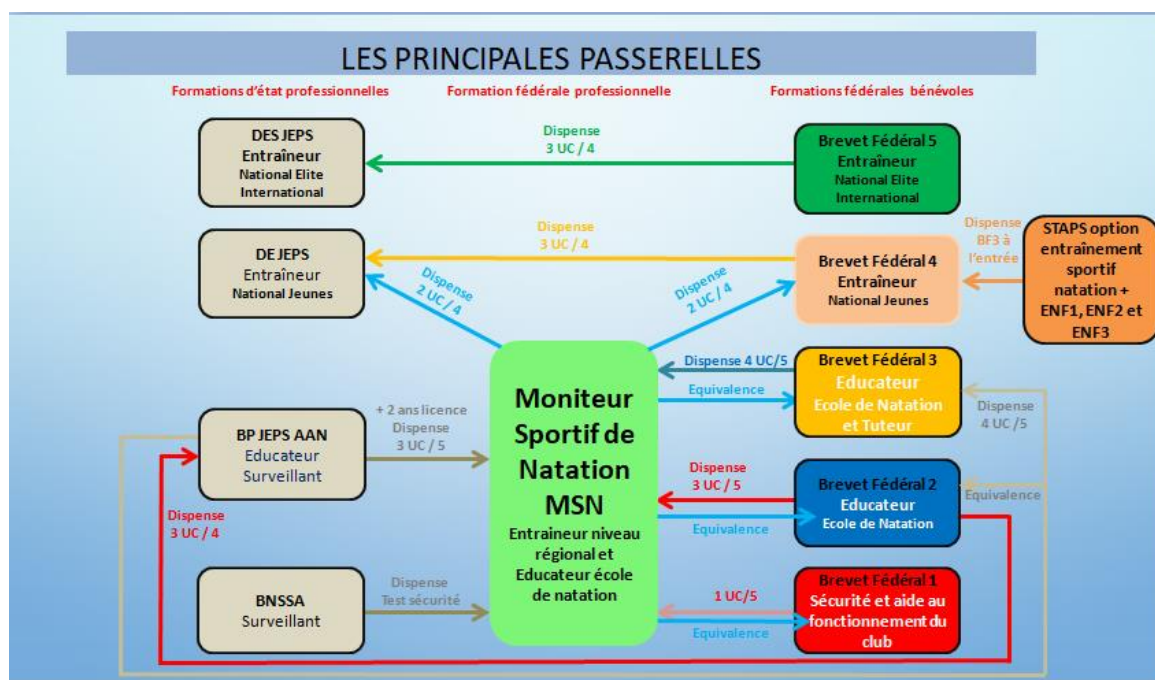 LES PRINCIPALES PASSERELLES
Formations d'état professionnelles
Formation fédérale professionnelle
Formations fédérales bénévoles
DES JEPS
Entraîneur
National Elite
International
Dispense
3 UC / 4
Brevet Fédéral 5
Entraîneur
National Elite
International
DE JEPS
Entraîneur
National Jeunes
Dispense
3 UC / 4
Dispense
2 UC / 4
Dispense
2 UC / 4
Brevet Fédéral 4
Entraîneur
National Jeunes
Dispense
BF3 à
l'entrée
STAPS option
entraînement
sportif
natation +
ENF1, ENF2 et
ENF3
Moniteur
Sportif de
Natation
MSN
Entraineur niveau
régional et
Educateur école
de natation
Dispense 4 UC/5
Equivalence
Brevet Fédéral 3
Educateur
Ecole de Natation
et Tuteur
Dispense
4 UC /5
BP JEPS AAN
Educateur
Surveillant
+ 2 ans licence
Dispense
3 UC / 5
Dispense
3 UC / 5
Equivalence
Brevet Fédéral 2
Educateur
Ecole de Natation
Equivalence
Dispense
3 UC / 4
BNSSA
Surveillant
Dispense
Test sécurité
1 UC/5
Equivalence
Brevet Fédéral 1
Sécurité et aide au
fonctionnement du
club